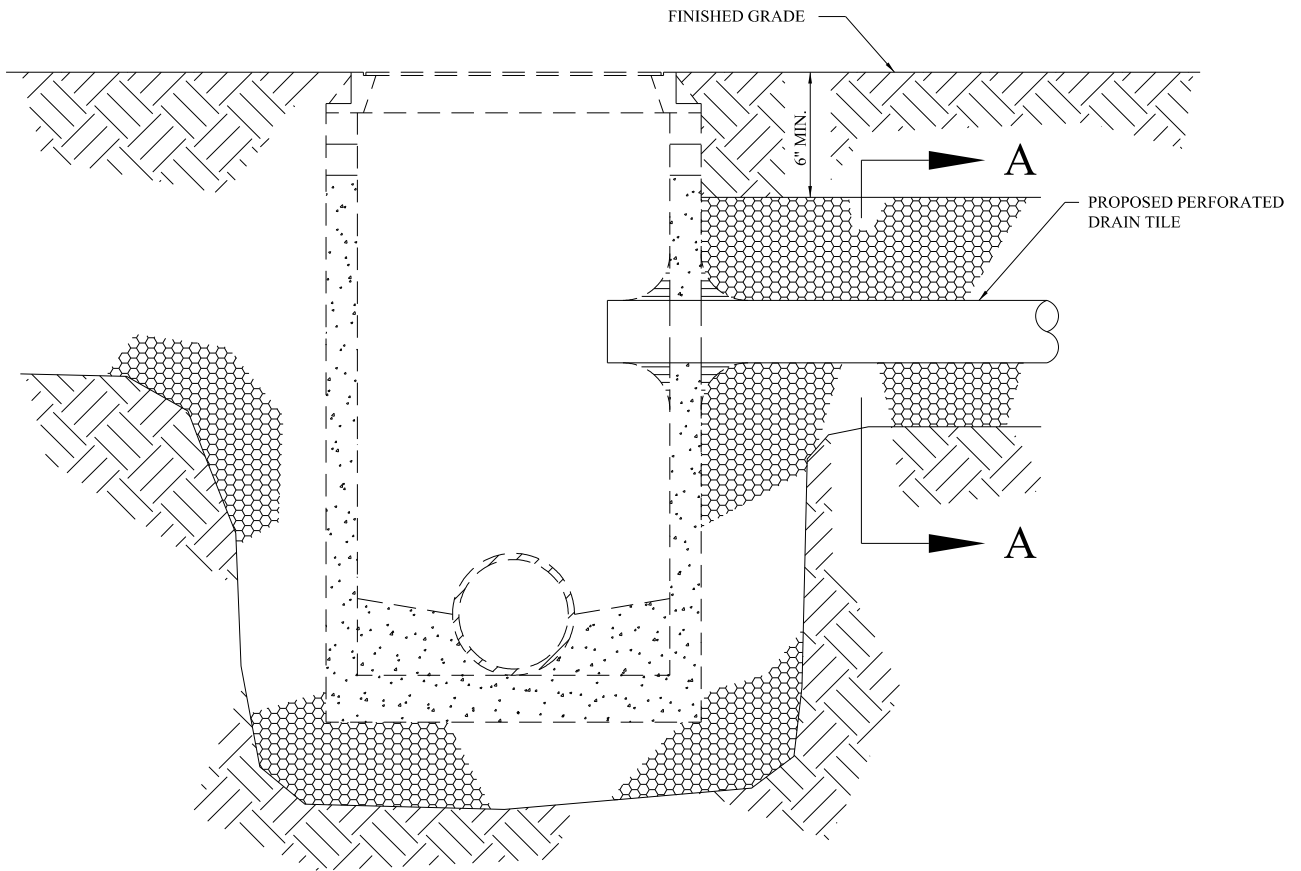 FINISHED GRADE
6" MIN.
A
PROPOSED PERFORATED
DRAIN TILE
A